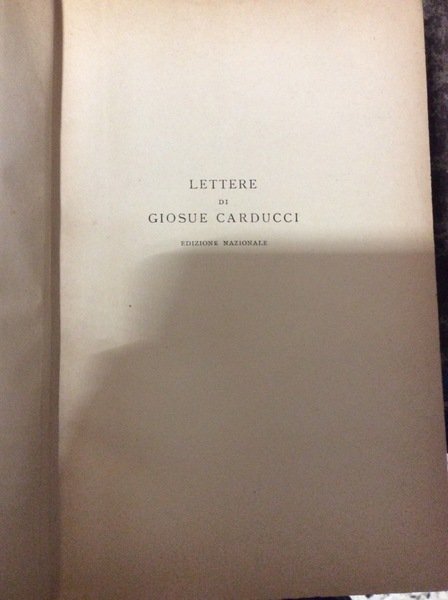 LETTERE
DI
GIOSUE CARDUCCI
EDIZIONE NAZIONALE